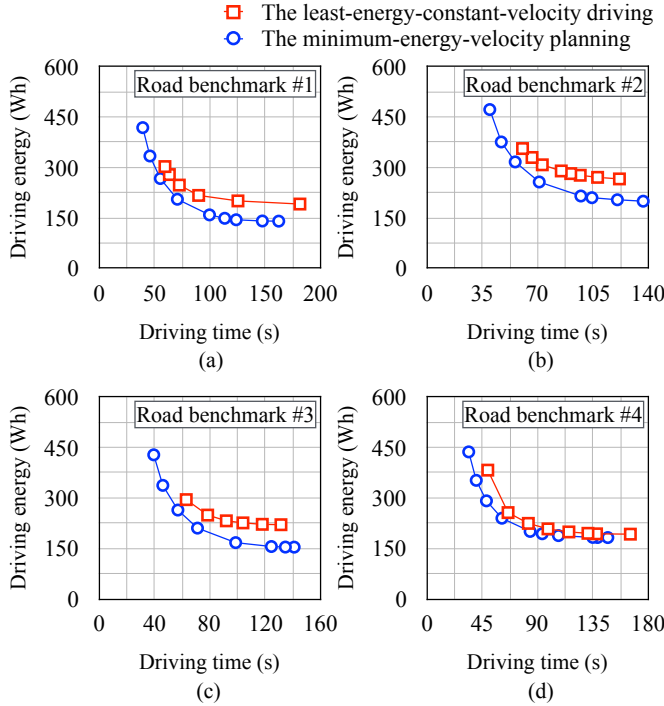 The least-energy-constant-velocity driving
The minimum-energy-velocity planning
Driving energy (Wh)
600
450
300
150
0
Road benchmark #1
0
50
100
150
200
Driving time (s)
(a)
Driving energy (Wh)
600
450
300
150
0
Road benchmark #2
0
35
70
105
140
Driving time (s)
(b)
Driving energy (Wh)
600
450
300
150
0
Road benchmark #3
0
40
80
120
160
Driving time (s)
(c)
Driving energy (Wh)
600
450
300
150
0
Road benchmark #4
0
45
90
135
180
Driving time (s)
(d)